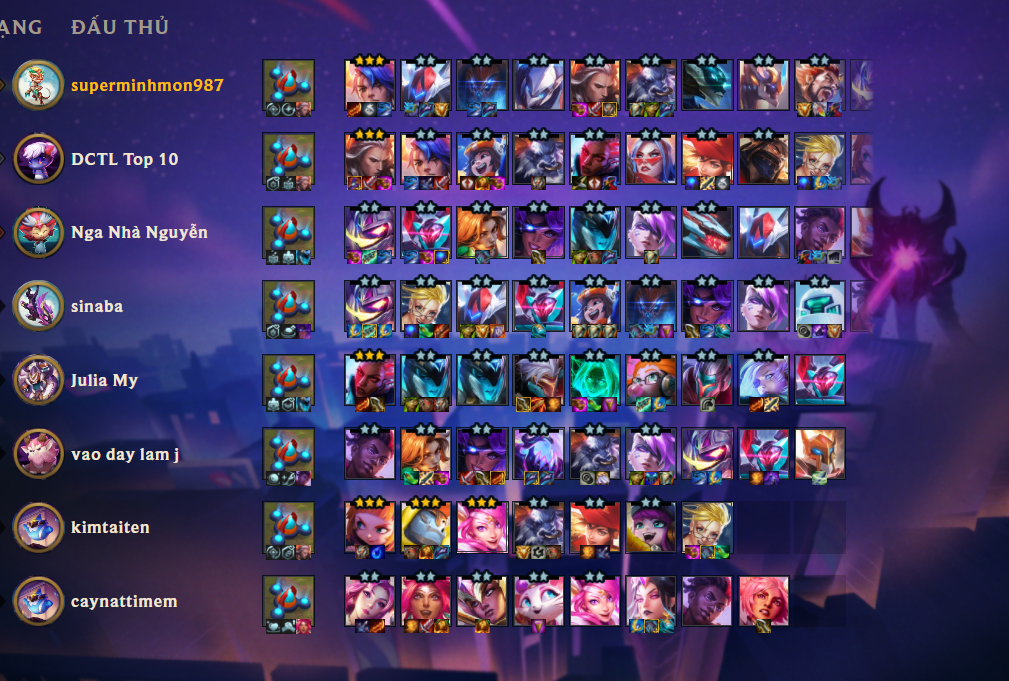 ẠNG ĐẤU THỦ
superminhmon987
DCTL Top 10
Nga Nhà Nguyễn
sinaba
Julia My
vao day lam j
kimtaiten
caynattimem